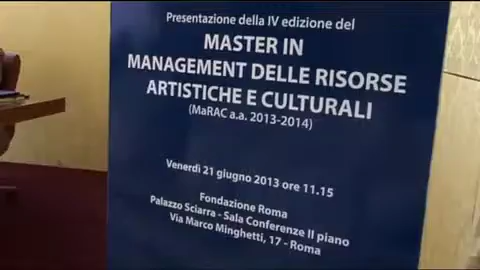 Presentazione della IV edizione del
MASTER IN
MANAGEMENT DELLE RISORSE
ARTISTICHE E CULTURALI
(MaRAC a.a. 2013-2014)
Venerdì 21 giugno 2013 ore 11.15
Fondazione Roma
Palazzo Sciarra - Sala Conferenze II piano
Via Marco Minghetti, 17 - Roma